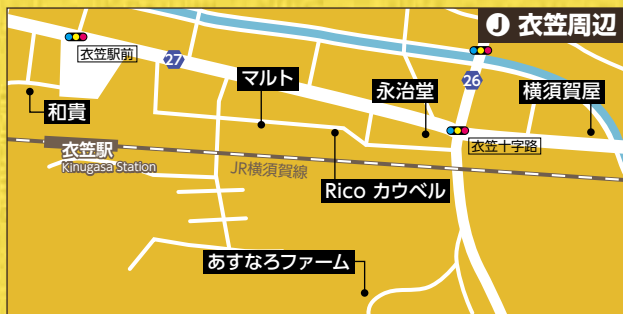 J 衣笠周辺
衣笠駅前
27
26
マルト
永治堂
横須賀屋
和貴
衣笠十字路
衣笠駅
Kinugasa Station
JR横須賀線
Rico カウベル
あすなろファーム